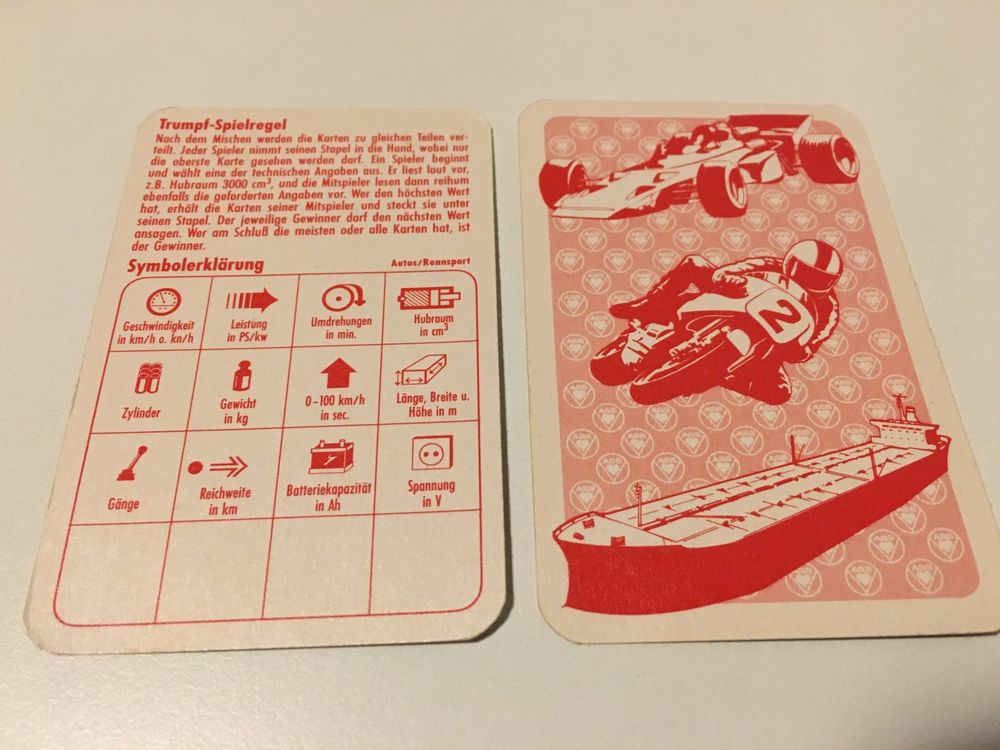 Trumpf-Spielregel
Nach dem Mischen werden die Karten zu gleichen Teilen ver-
teilt. Jeder Spieler nimmt seinen Stapel in die Hand, wobei nur
die oberste Karte gesehen werden darf. Ein Spieler beginnt
und wählt eine der technischen Angaben aus. Er liest laut vor,
z.B. Hubraum 3000 cm³, und die Mitspieler lesen dann reihum
ebenfalls die geforderten Angaben vor. Wer den höchsten Wert
hat, erhält die Karten seiner Mitspieler und steckt sie unter
seinen Stapel. Der jeweilige Gewinner darf den nächsten Wert
ansagen. Wer am Schluß die meisten oder alle Karten hat, ist
der Gewinner.
Symbolerklärung
Autos/Rennsport
Geschwindigkeit
in km/h o. kn/h
Leistung
in PS/kw
Umdrehungen
in min.
Hubraum
in cm³
Zylinder
Gewicht
in kg
0-100 km/h
in sec.
Länge, Breite u.
Höhe in m
Gänge
Reichweite
in km
Batteriekapazität
in Ah
Spannung
in V
2
ASS